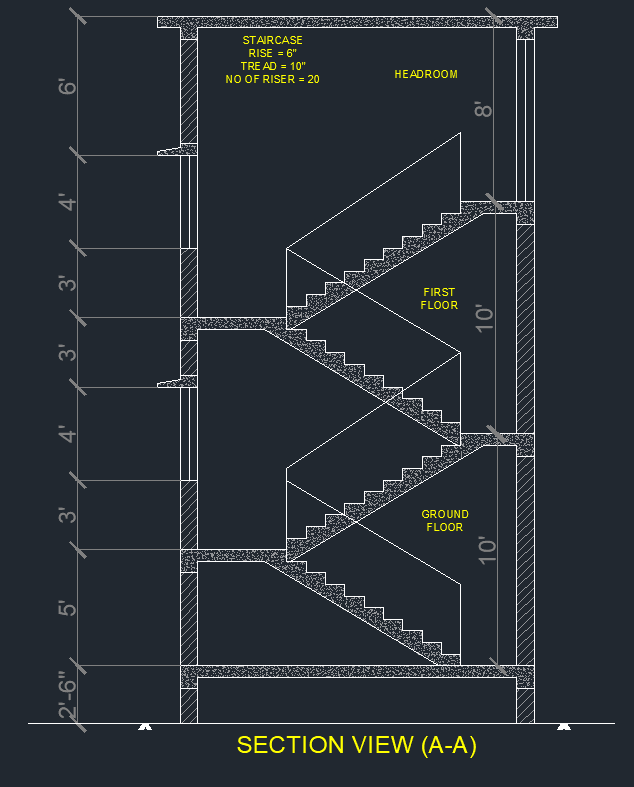 STAIRCASE
RISE = 6"
TREAD = 10"
NO OF RISER = 20
HEADROOM
6'
8'
4'
3'
FIRST
FLOOR
10'
3'
4'
3'
GROUND
FLOOR
10'
5'
2'-6"
SECTION VIEW (A-A)